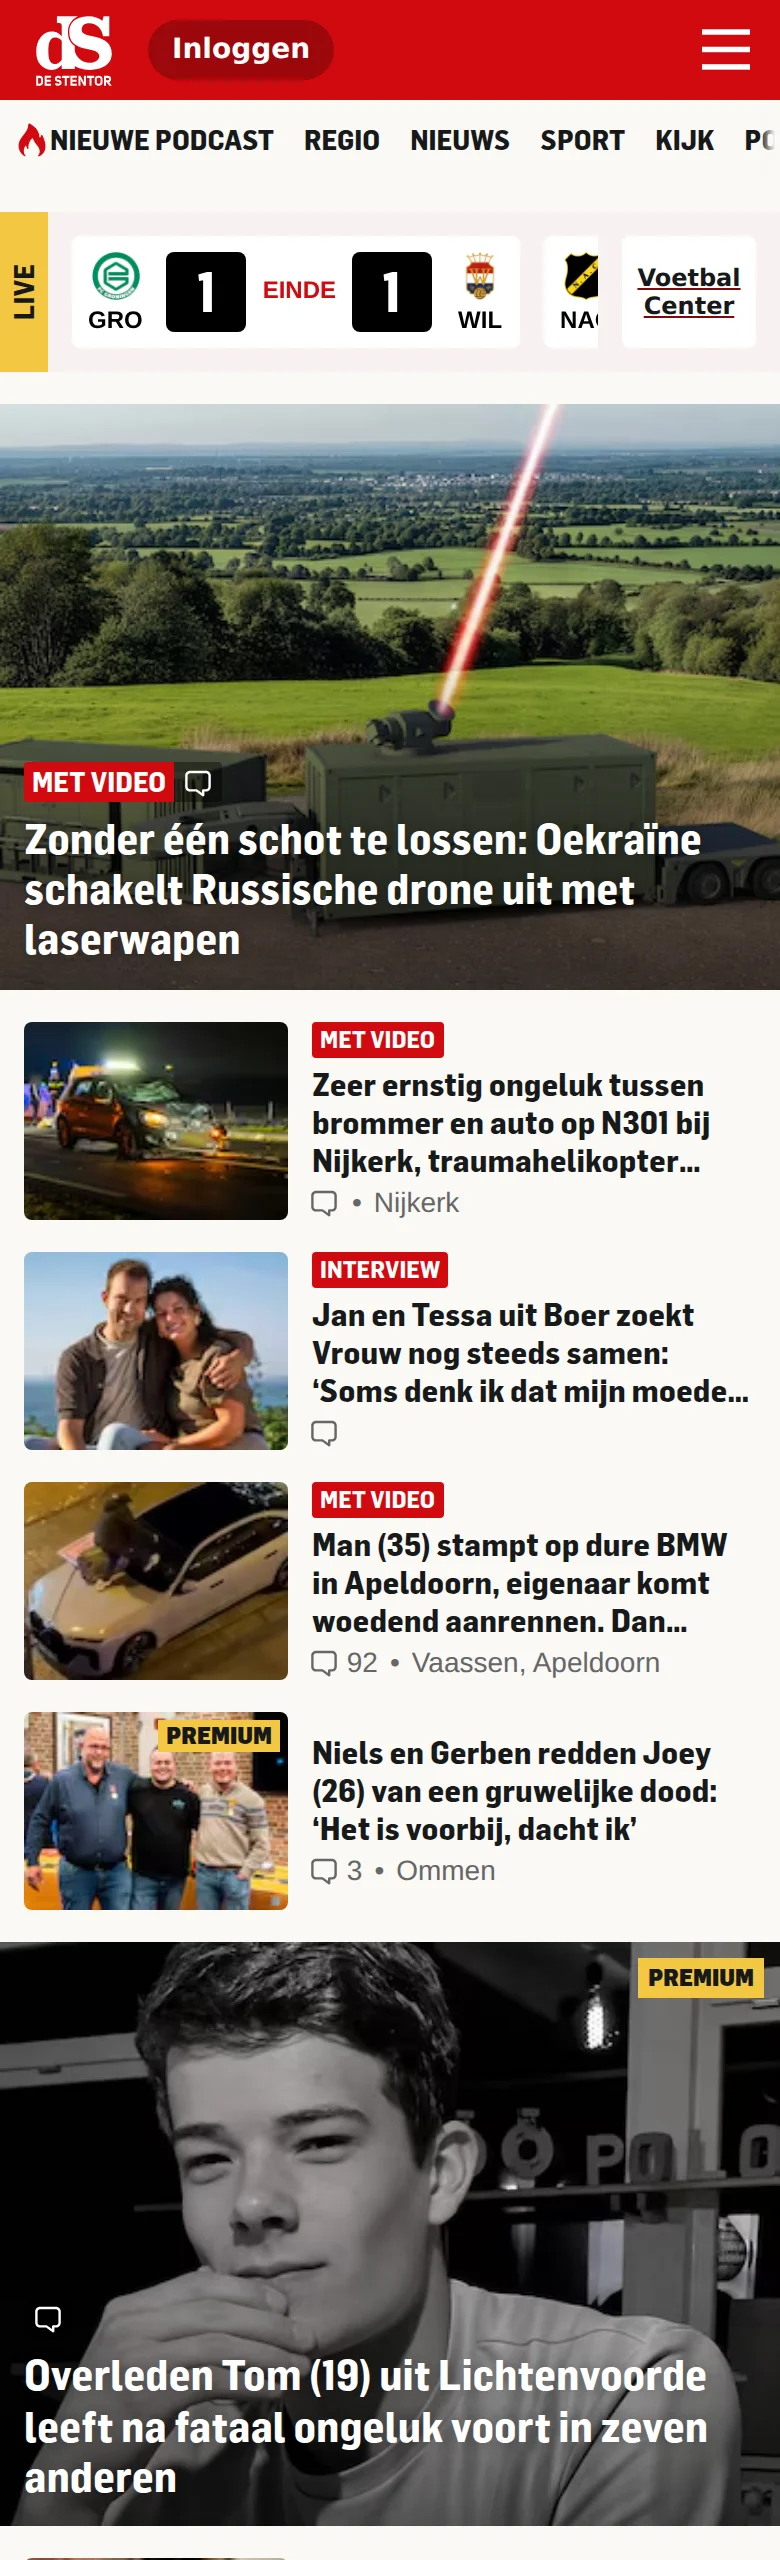 dS
DE STENTOR
Inloggen
NIEUWE PODCAST REGIO NIEUWS SPORT KIJK PO
LIVE
GRO 1 EINDE 1 WIL
NAC
Voetbal
Center
MET VIDEO
Zonder één schot te lossen: Oekraïne
schakelt Russische drone uit met
laserwapen
MET VIDEO
Zeer ernstig ongeluk tussen
brommer en auto op N301 bij
Nijkerk, traumahelikopter...
• Nijkerk
INTERVIEW
Jan en Tessa uit Boer zoekt
Vrouw nog steeds samen:
‘Soms denk ik dat mijn moede...
MET VIDEO
Man (35) stampt op dure BMW
in Apeldoorn, eigenaar komt
woedend aanrennen. Dan...
92 • Vaassen, Apeldoorn
PREMIUM
Niels en Gerben redden Joey
(26) van een gruwelijke dood:
‘Het is voorbij, dacht ik’
3 • Ommen
PREMIUM
POLO
Overleden Tom (19) uit Lichtenvoorde
leeft na fataal ongeluk voort in zeven
anderen